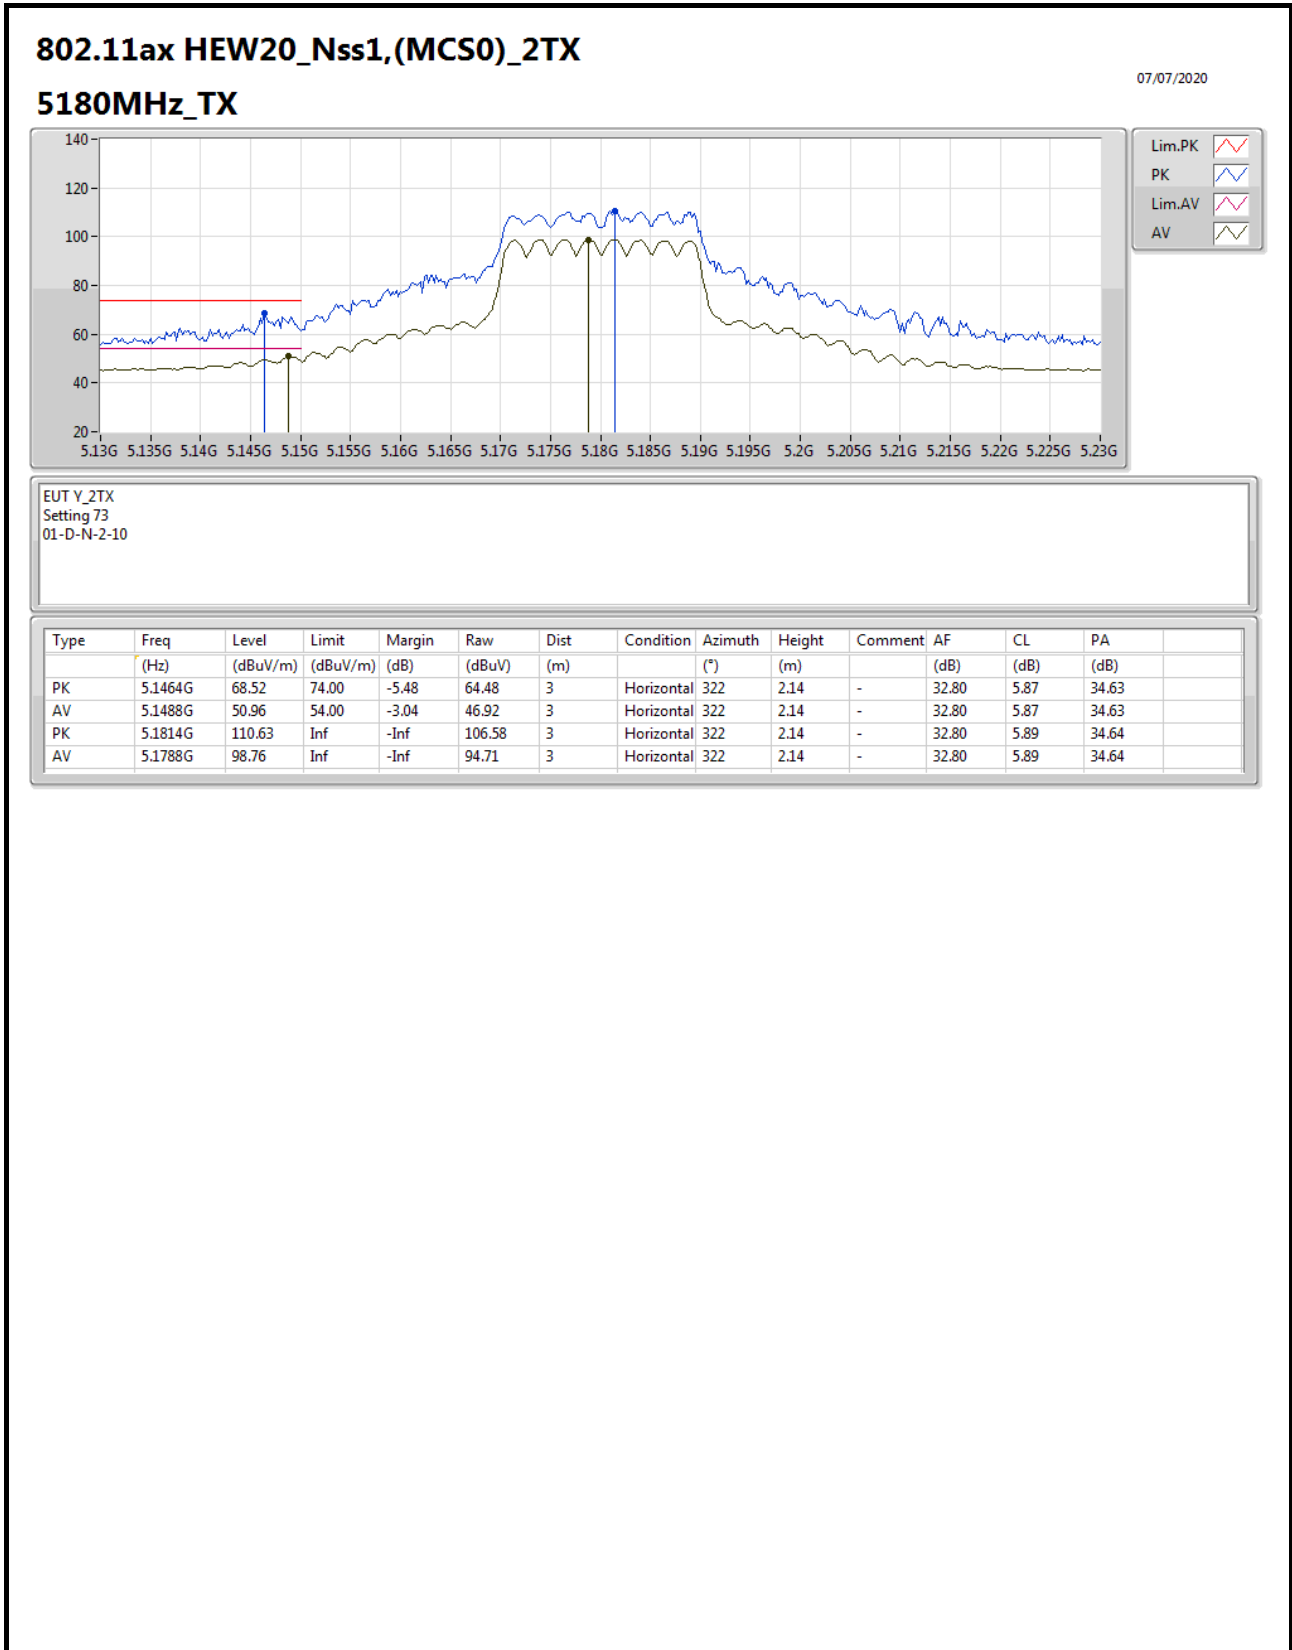 802.11ax HEW20_Nss1,(MCS0)_2TX
07/07/2020
5180MHz_TX
140
120
100
80
60
40
20
5.13G 5.135G 5.14G 5.145G 5.15G 5.155G 5.16G 5.165G 5.17G 5.175G 5.18G 5.185G 5.19G 5.195G 5.2G 5.205G 5.21G 5.215G 5.22G 5.225G 5.23G
Lim.PK
PK
Lim.AV
AV
EUT Y_2TX
Setting 73
01-D-N-2-10
Type Freq Level Limit Margin Raw Dist Condition Azimuth Height Comment AF CL PA
(Hz) (dBuV/m) (dBuV/m) (dB) (dBuV) (m) (°) (m) (dB) (dB) (dB)
PK 5.1464G 68.52 74.00 -5.48 64.48 3 Horizontal 322 2.14 - 32.80 5.87 34.63
AV 5.1488G 50.96 54.00 -3.04 46.92 3 Horizontal 322 2.14 - 32.80 5.87 34.63
PK 5.1814G 110.63 Inf -Inf 106.58 3 Horizontal 322 2.14 - 32.80 5.89 34.64
AV 5.1788G 98.76 Inf -Inf 94.71 3 Horizontal 322 2.14 - 32.80 5.89 34.64